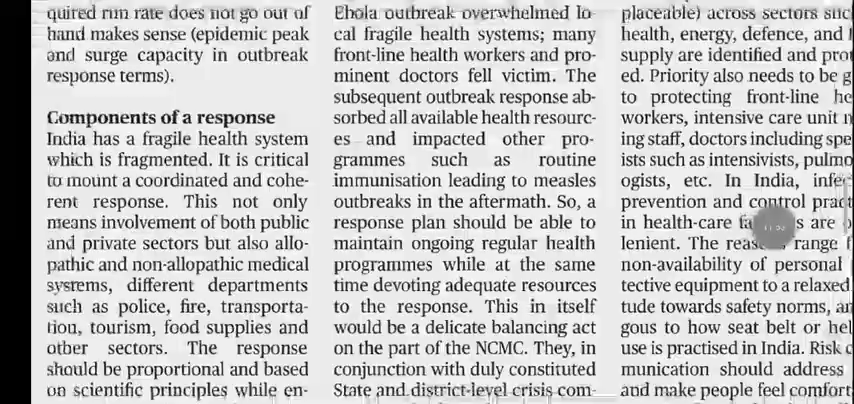 quired run rate does not go out of
hand makes sense (epidemic peak
and surge capacity in outbreak
response terms).
Components of a response
India has a fragile health system
which is fragmented. It is critical
to mount a coordinated and cohe-
rent response. This not only
means involvement of both public
and private sectors but also allo-
pathic and non-allopathic medical
systems, different departments
such as police, fire, transporta-
tion, tourism, food supplies and
other sectors. The response
should be proportional and based
on scientific principles while en-
Ebola outbreak overwhelmed lo-
cal fragile health systems; many
front-line health workers and pro-
minent doctors fell victim. The
subsequent outbreak response ab-
sorbed all available health resourc-
es and impacted other pro-
grammes such as routine
immunisation leading to measles
outbreaks in the aftermath. So, a
response plan should be able to
maintain ongoing regular health
programmes while at the same
time devoting adequate resources
to the response. This in itself
would be a delicate balancing act
on the part of the NCMC. They, in
conjunction with duly constituted
State and district-level crisis com-
placeable) across sectors
health, energy, defence, and
supply are identified and
ed. Priority also needs to be
to protecting front-line
workers, intensive care unit
ing staff, doctors including
ists such as intensivists,
ogists, etc. In India,
prevention and control
in health-care are
lenient. The range
non-availability of personal
tective equipment to a relaxed
tude towards safety norms,
gous to how seat belt or
use is practised in India. Risk
munication should address
and make people feel